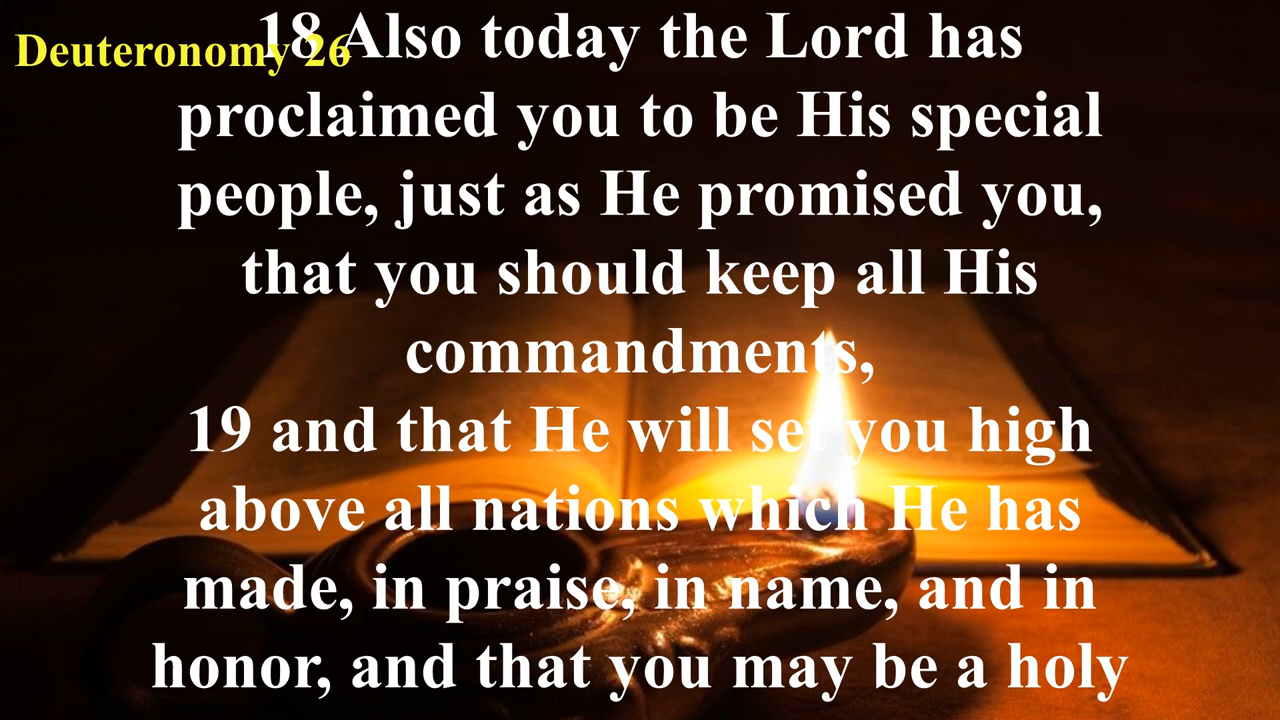 Deuteronomy 26
18 Also today the Lord has
proclaimed you to be His special
people, just as He promised you,
that you should keep all His
commandments,
19 and that He will set you high
above all nations which He has
made, in praise, in name, and in
honor, and that you may be a holy